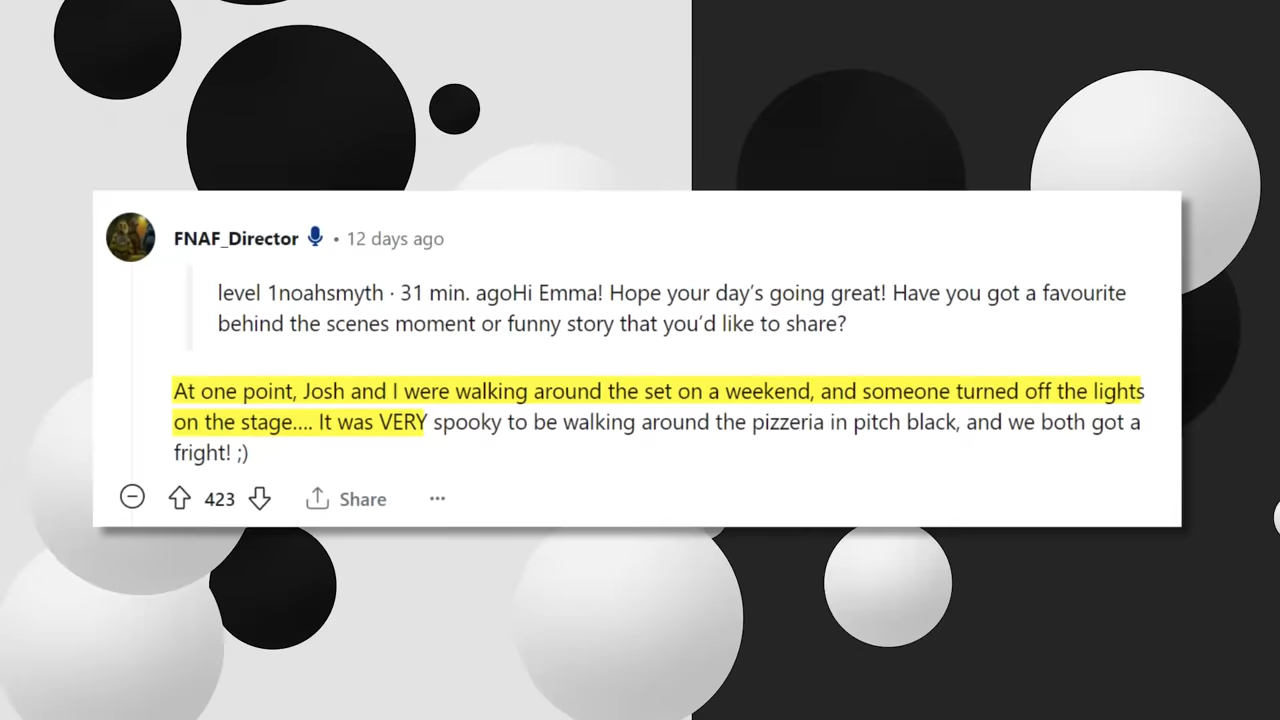 FNAF_Director • 12 days ago
level 1noahsmyth · 31 min. agoHi Emma! Hope your day's going great! Have you got a favourite
behind the scenes moment or funny story that you'd like to share?
At one point, Josh and I were walking around the set on a weekend, and someone turned off the lights
on the stage.... It was VERY spooky to be walking around the pizzeria in pitch black, and we both got a
fright! ;)
423 Share ···